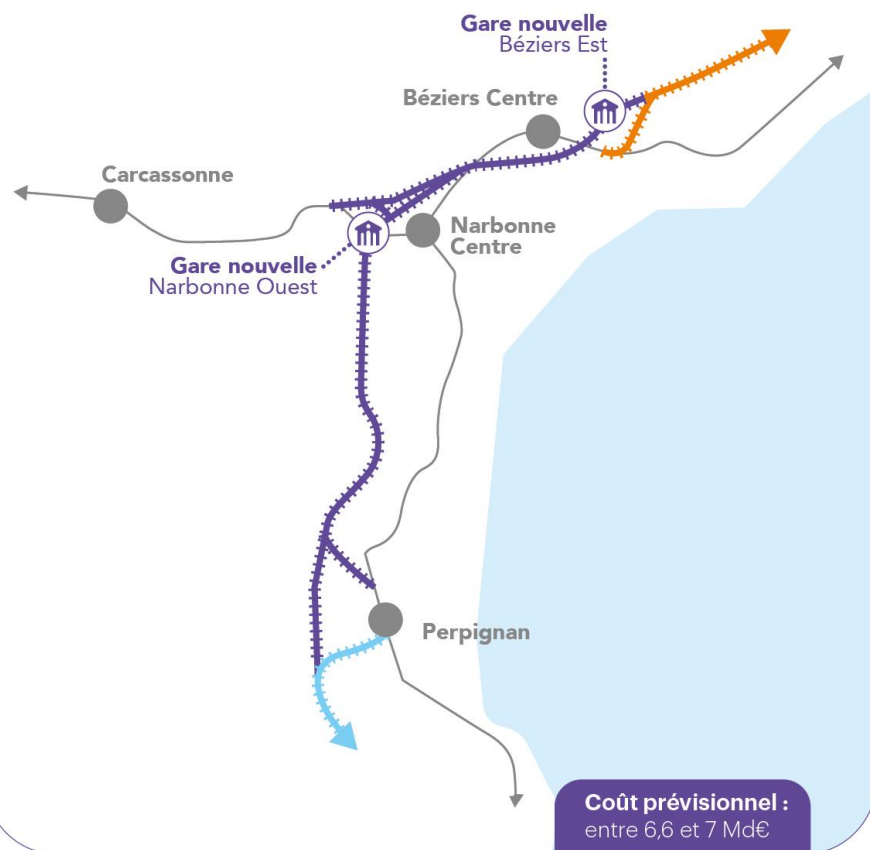 Gare nouvelle
Béziers Est
Béziers Centre
Carcassonne
Narbonne
Centre
Gare nouvelle
Narbonne Ouest
Perpignan
Coût prévisionnel :
entre 6,6 et 7 Md€